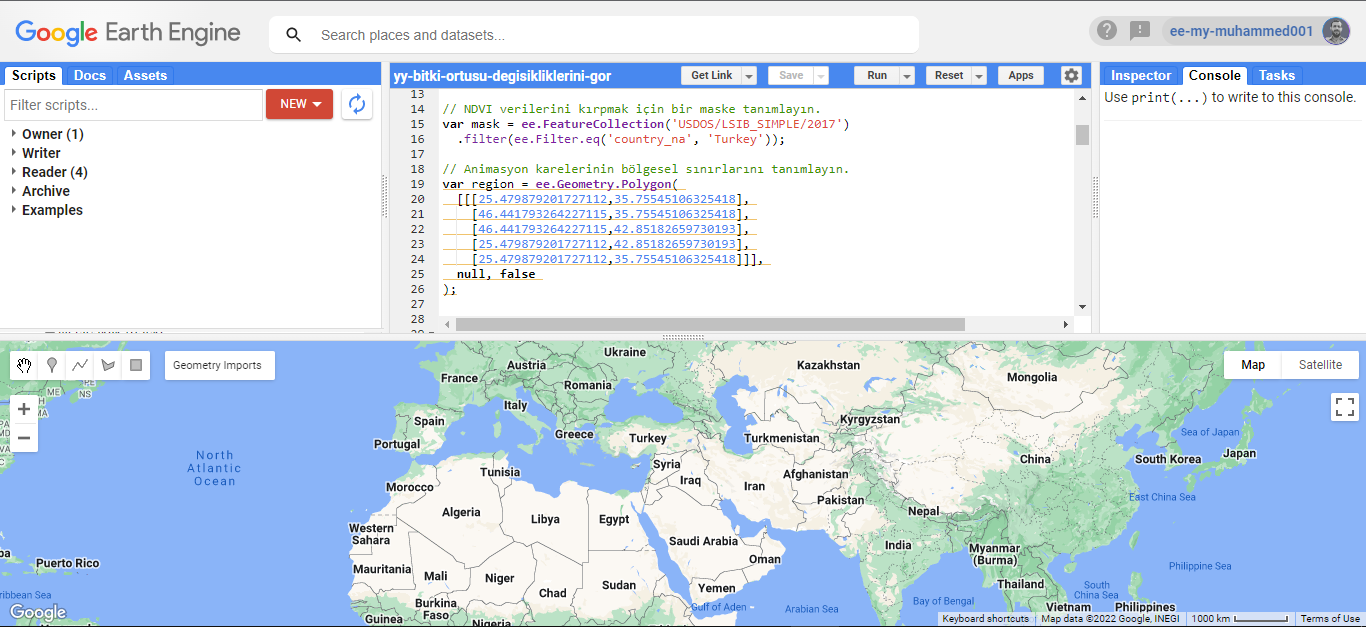 Google Earth Engine
Search places and datasets...
ee-my-muhammed001
Scripts Docs Assets
Filter scripts...
NEW
Owner (1)
Writer
Reader (4)
Archive
Examples
yy-bitki-ortusu-degisikliklerini-gor
Get Link Save Run Reset Apps
13
14 // NDVI verilerini kırpmak için bir maske tanımlayın.
15 var mask = ee.FeatureCollection('USDOS/LSIB_SIMPLE/2017')
16 .filter(ee.Filter.eq('country_na', 'Turkey'));
17
18 // Animasyon karelerinin bölgesel sınırlarını tanımlayın.
19 var region = ee.Geometry.Polygon(
20 [[[25.479879201727112,35.75545106325418],
21 [46.441793264227115,35.75545106325418],
22 [46.441793264227115,42.85182659730193],
23 [25.479879201727112,42.85182659730193],
24 [25.479879201727112,35.75545106325418]]],
25 null, false
26 );
27
28
Inspector Console Tasks
Use print(...) to write to this console.
Geometry Imports
Map Satellite
PE
ME
NS
MA
Ukraine
Austria
France
Romania
Italy
Spain
Greece
Portugal
Turkey
Kazakhstan
Mongolia
Kyrgyzstan
Turkmenistan
Sea of Japan
Japan
South Korea
China
North
Atlantic
Ocean
Tunisia
Syria
Iraq
Iran
Afghanistan
Morocco
Pakistan
East China Sea
Nepal
Algeria
Libya
Egypt
Western
Sahara
Saudi Arabia
India
Myanmar
(Burma)
Oman
Puerto Rico
Mauritania
Mali
Niger
Chad
Sudan
Yemen
Thailand
Philippine Sea
South
China Sea
Burkina
Faso
Guinea
Nigeria
Gulf of Aden
Arabian Sea
Bay of Bengal
Vietnam
Philippines
ribbean Sea
Google
Keyboard shortcuts Map data ©2022 Google, INEGI 1000 km Terms of Use